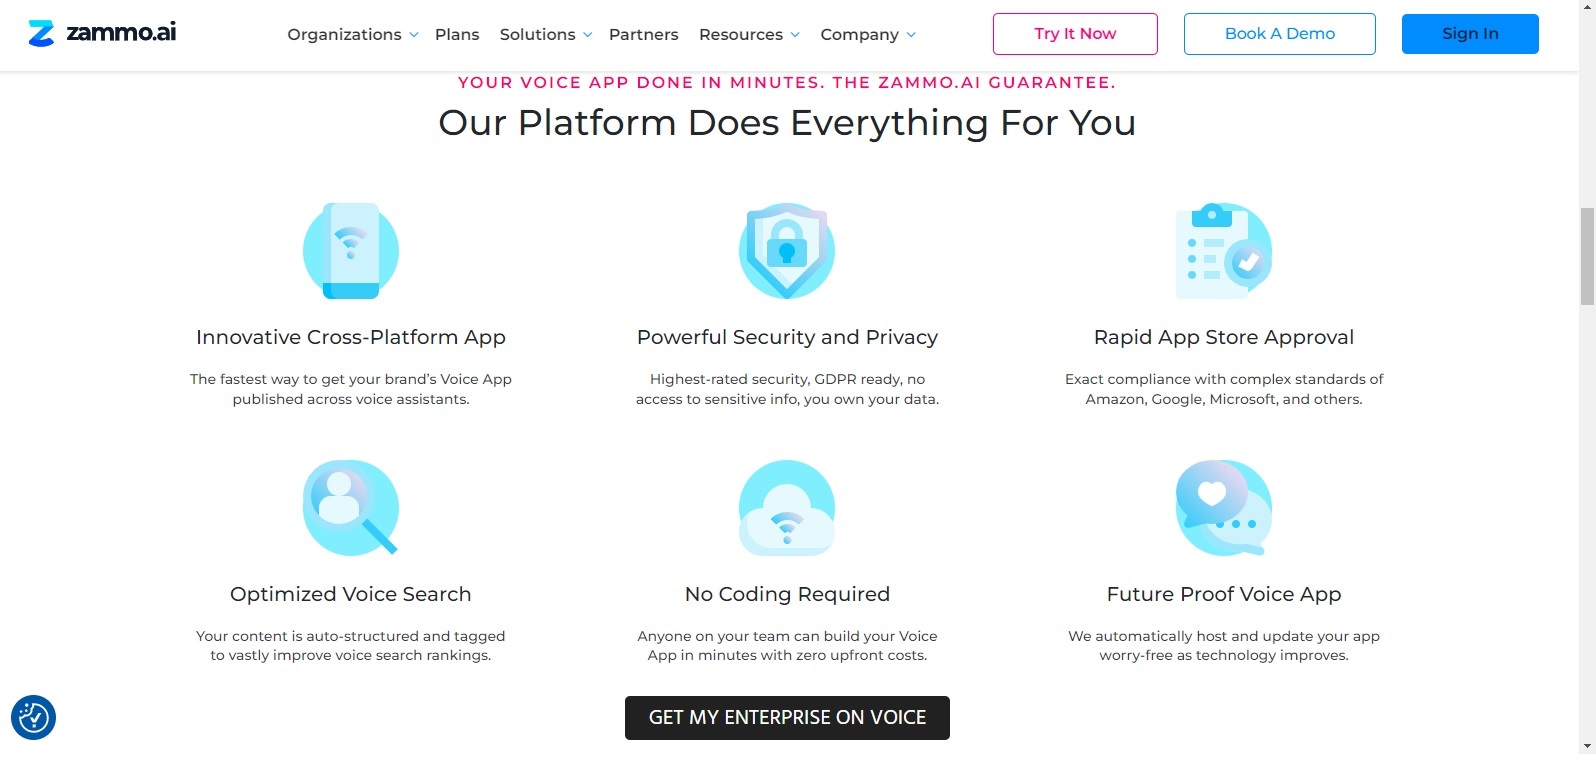 zammo.ai
Organizations Plans Solutions Partners Resources Company Try It Now Book A Demo Sign In
YOUR VOICE APP DONE IN MINUTES. THE ZAMMO.AI GUARANTEE.
Our Platform Does Everything For You
Innovative Cross-Platform App
The fastest way to get your brand’s Voice App
published across voice assistants.
Powerful Security and Privacy
Highest-rated security, GDPR ready, no
access to sensitive info, you own your data.
Rapid App Store Approval
Exact compliance with complex standards of
Amazon, Google, Microsoft, and others.
Optimized Voice Search
Your content is auto-structured and tagged
to vastly improve voice search rankings.
No Coding Required
Anyone on your team can build your Voice
App in minutes with zero upfront costs.
Future Proof Voice App
We automatically host and update your app
worry-free as technology improves.
GET MY ENTERPRISE ON VOICE